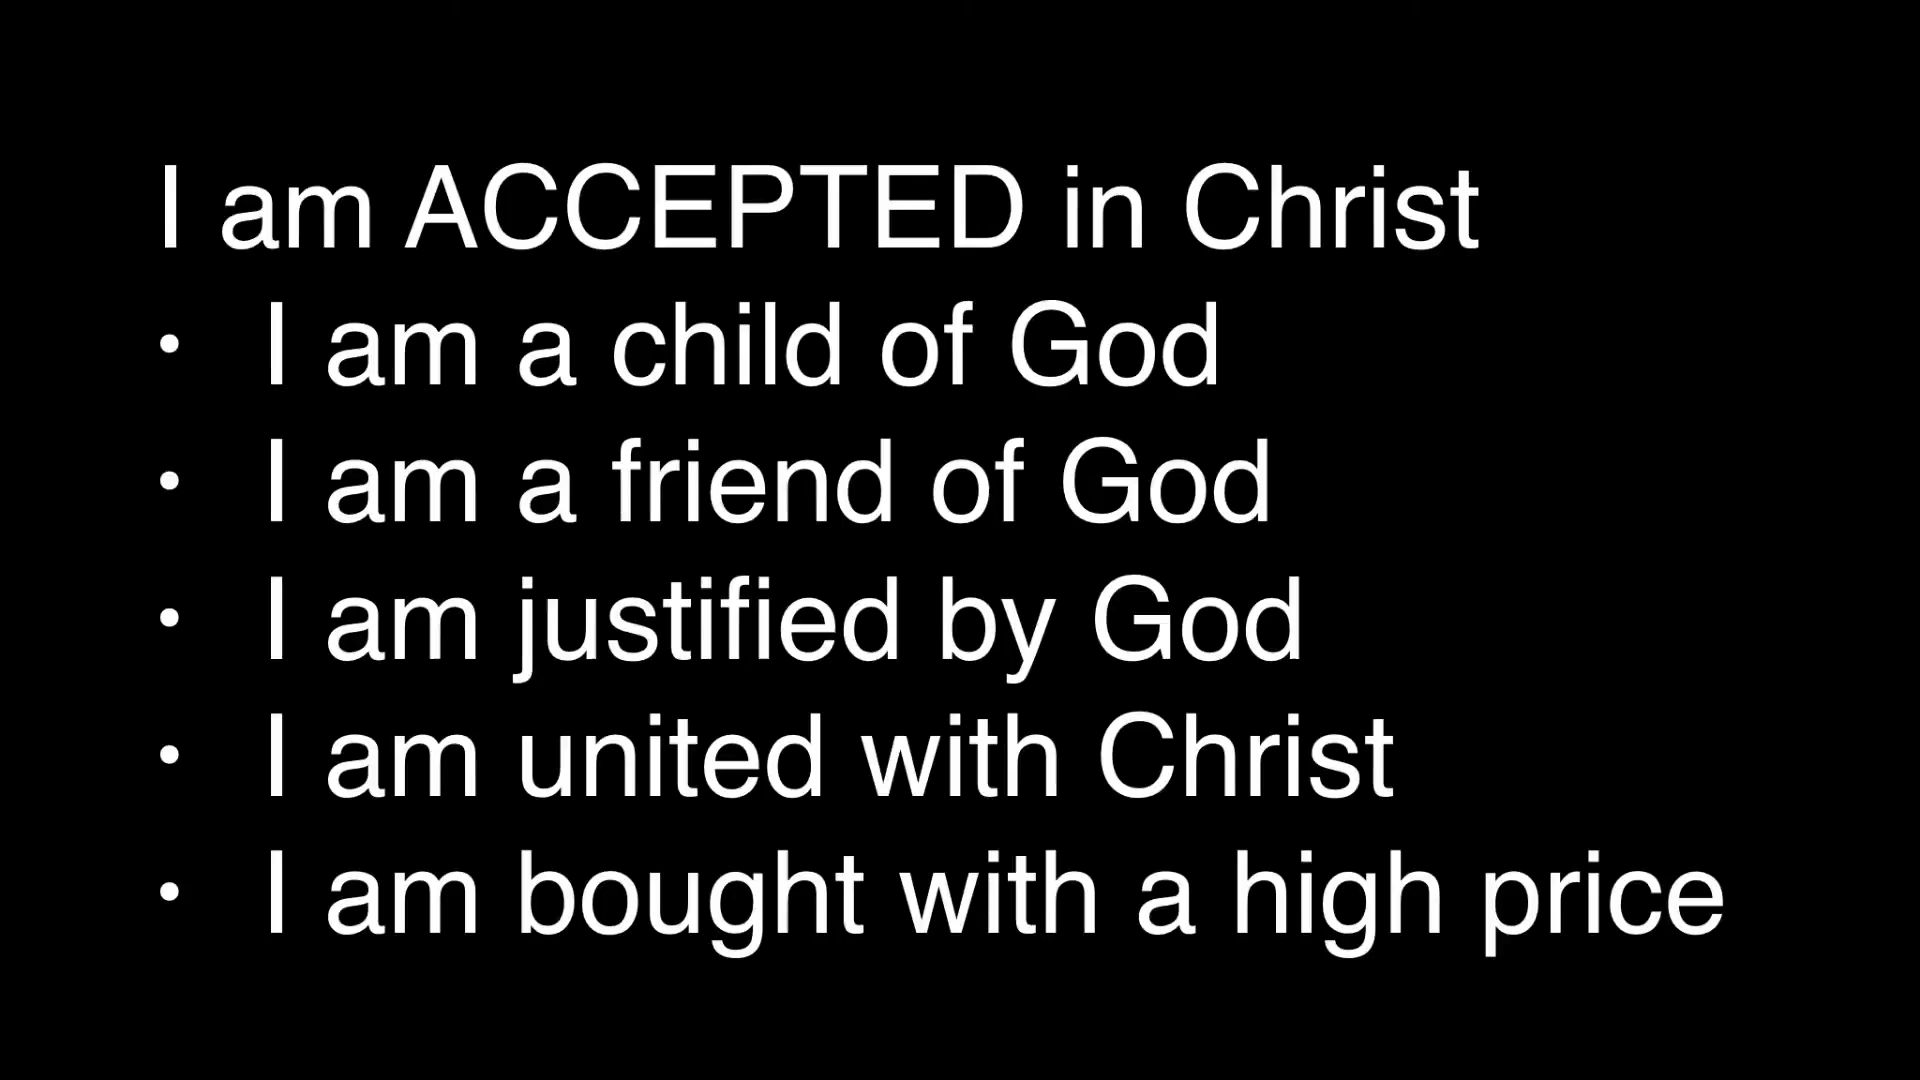 I am ACCEPTED in Christ
• I am a child of God
• I am a friend of God
• I am justified by God
• I am united with Christ
• I am bought with a high price